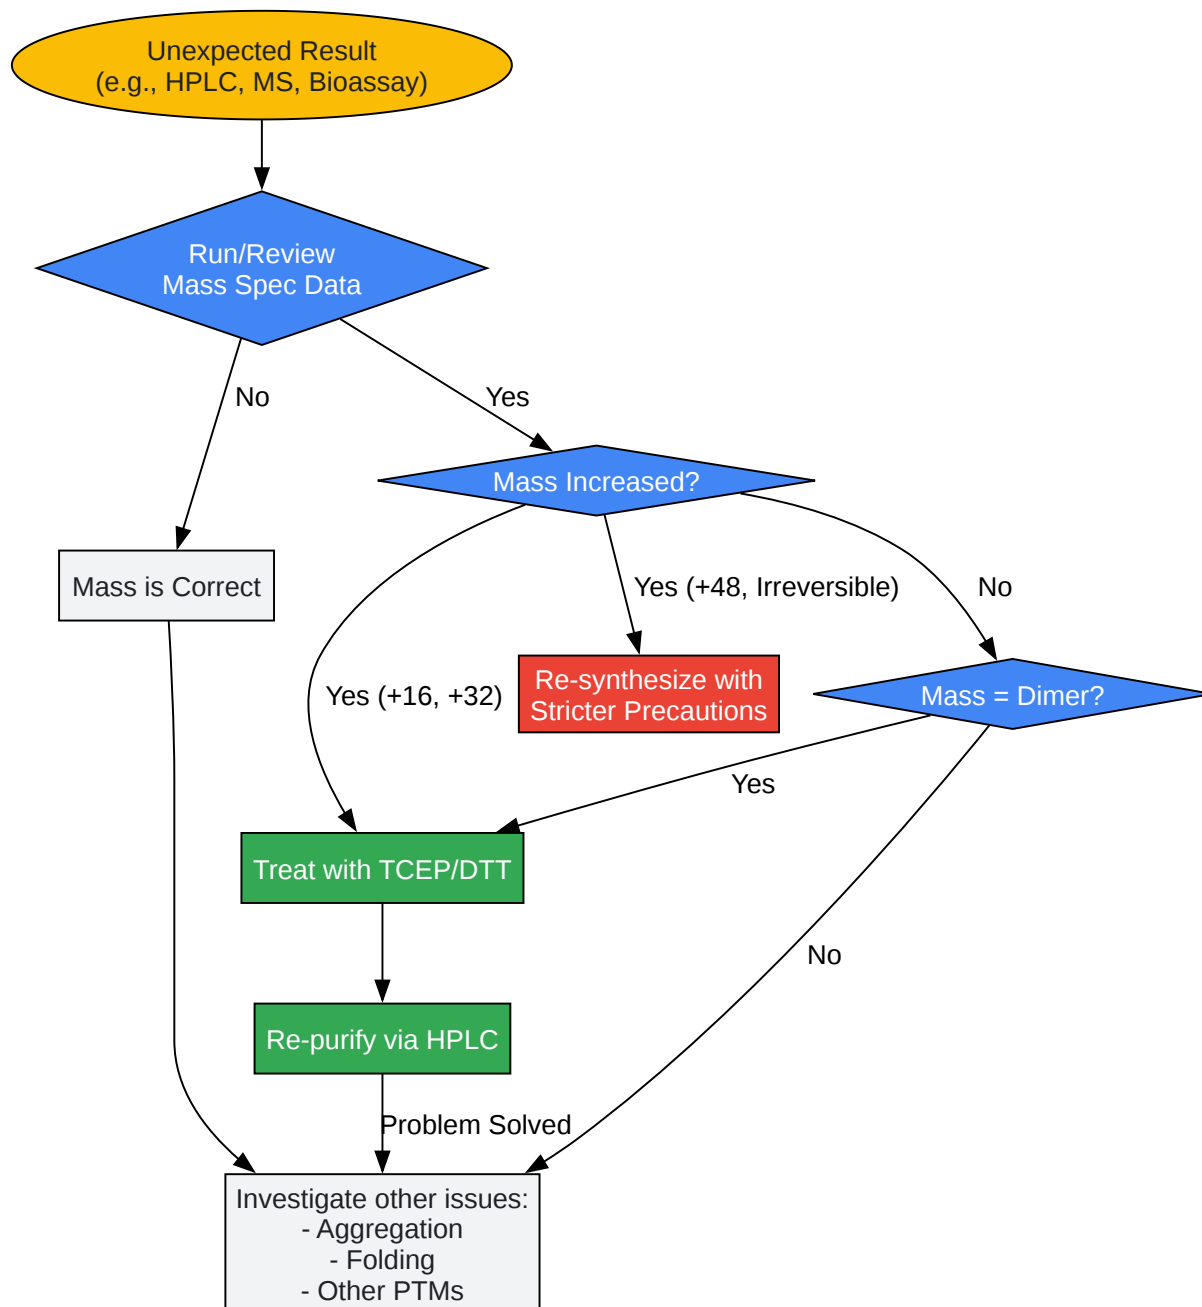 Unexpected Result
(e.g., HPLC, MS, Bioassay)
Run/Review
Mass Spec Data
No
Yes
Mass Increased?
Mass is Correct
Yes (+48, Irreversible)
No
Yes (+16, +32)
Re-synthesize with
Stricter Precautions
Mass = Dimer?
Yes
Treat with TCEP/DTT
No
Re-purify via HPLC
Problem Solved
Investigate other issues:
- Aggregation
- Folding
- Other PTMs